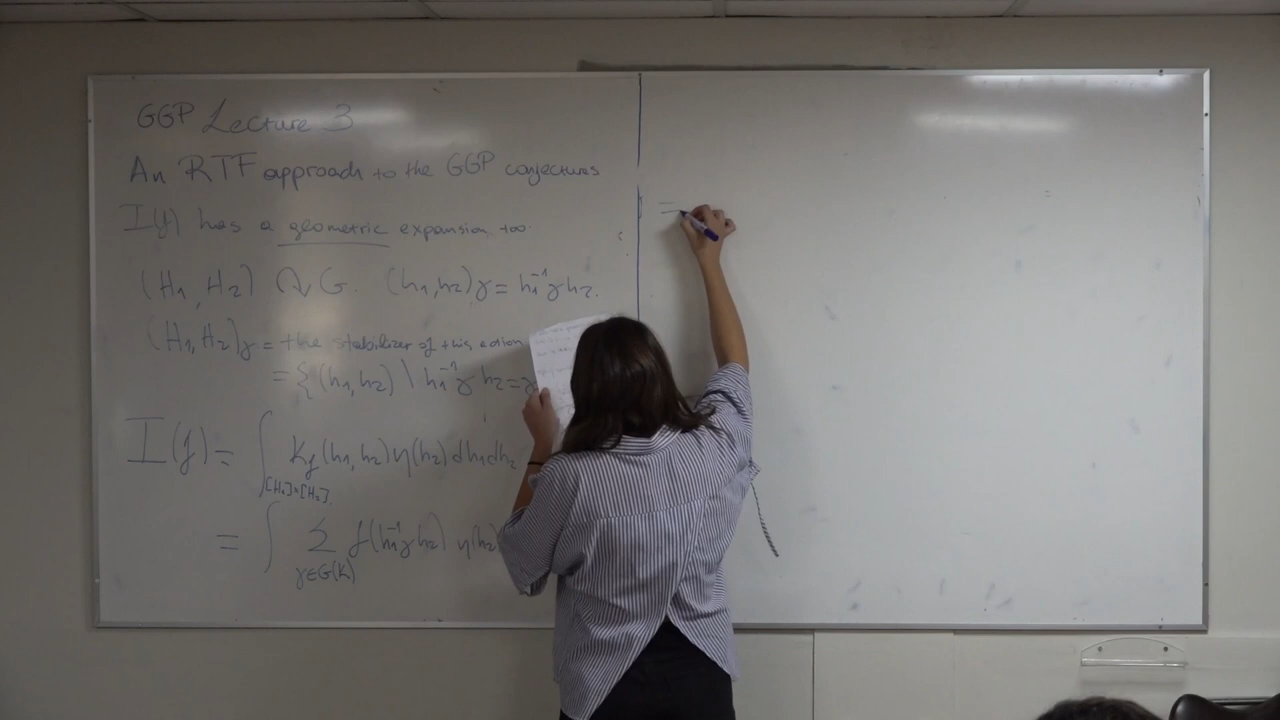 GGP Lecture 3
An RTF approach to the GGP conjectures
I(f) has a geometric expansion too.
(H₁, H₂) ↷ G. (h₁,h₂)γ = h₁⁻¹γh₂.
(H₁,H₂)γ = the stabilizer of this action
= {(h₁,h₂) \ h₁⁻¹γh₂=γ
I(f) = ∫[H₁]×[H₂] Kf(h₁,h₂)η(h₂)dh₁dh₂
= ∫ Σγ∈G(K) f(h₁⁻¹γh₂) η(h₂)
=